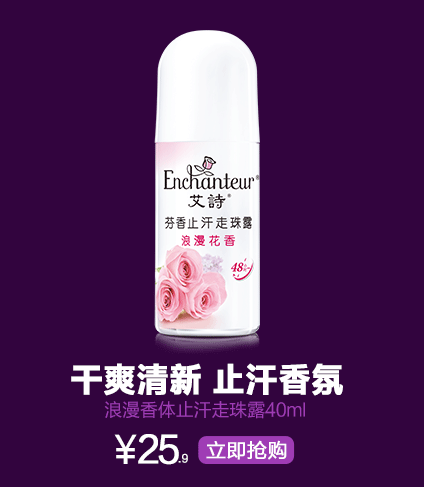 Enchanteur®
艾詩®
芬香止汗走珠露
浪漫花香
48
干爽清新 止汗香氛
浪漫香体止汗走珠露40ml
¥25.9 立即抢购